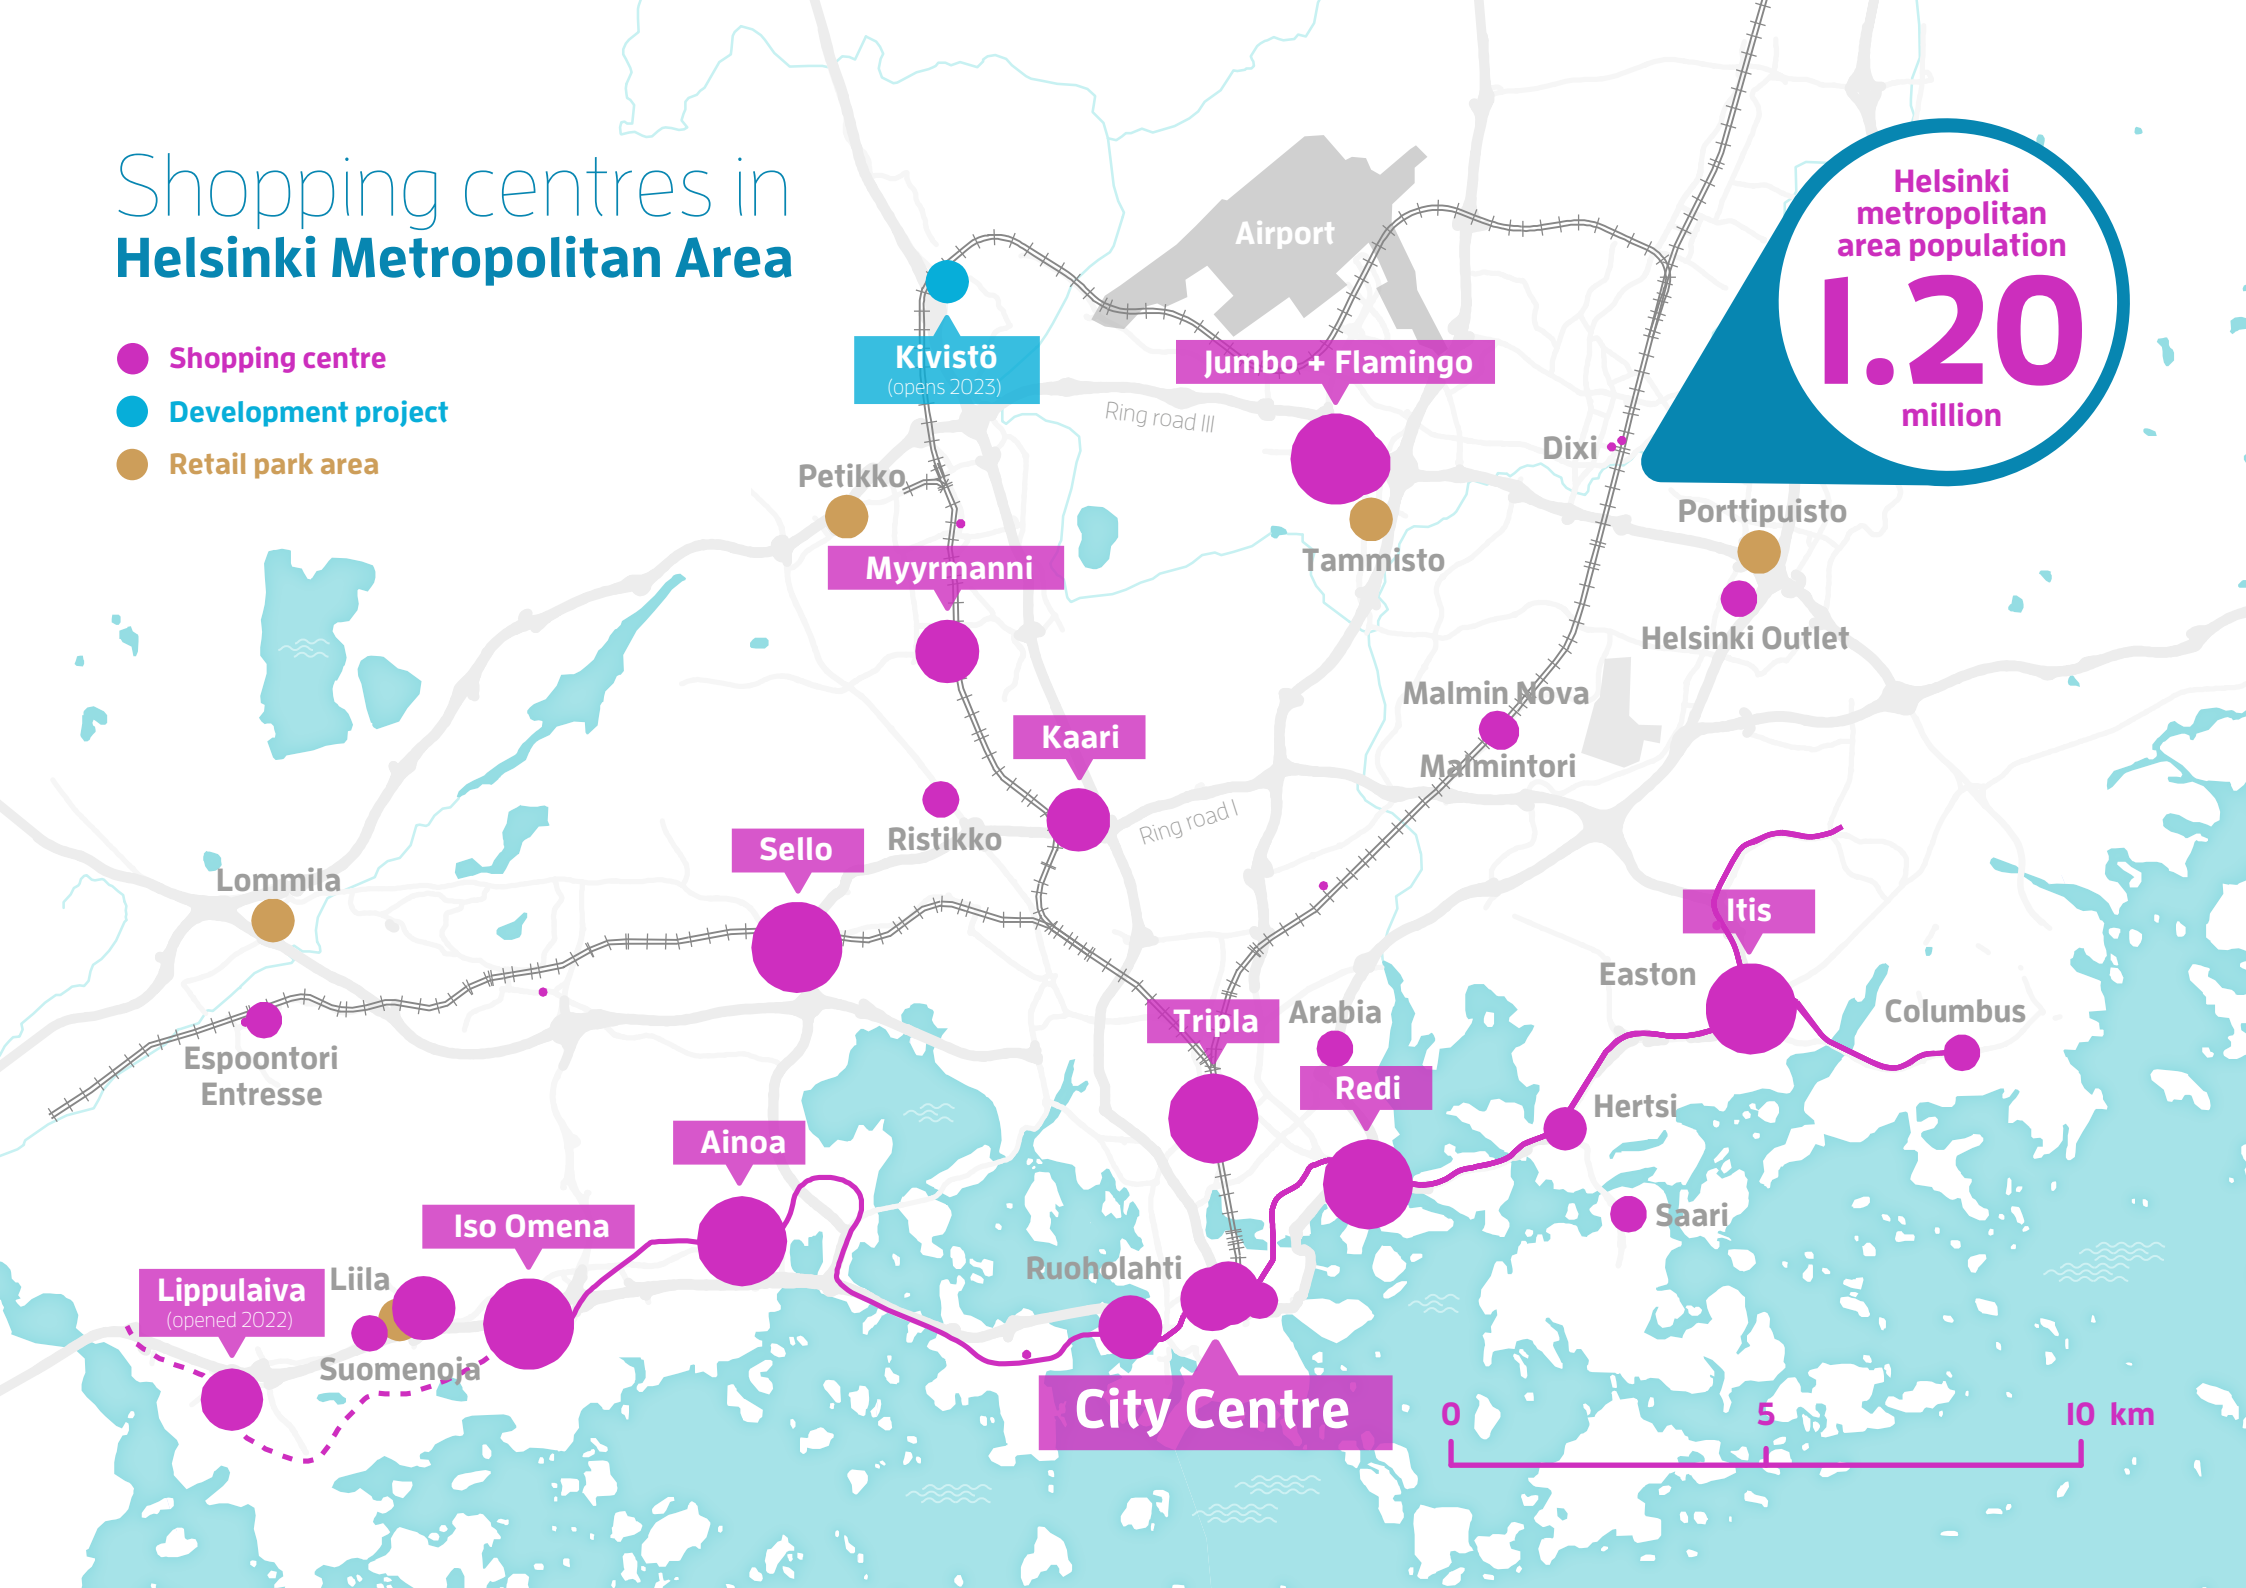 Shopping centres in
Helsinki Metropolitan Area
Shopping centre
Development project
Retail park area
Helsinki
metropolitan
area population
1.20
million
Airport
Kivistö
(opens 2023)
Jumbo + Flamingo
Ring road III
Dixi
Petikko
Porttipuisto
Tammisto
Myyrmanni
Helsinki Outlet
Malmin Nova
Kaari
Malmintori
Ring road I
Ristikko
Sello
Lommila
Itis
Easton
Columbus
Tripla
Arabia
Espoontori
Entresse
Redi
Hertsi
Ainoa
Saari
Iso Omena
Ruoholahti
Liila
Lippulaiva
(opened 2022)
Suomenoja
City Centre
0 5 10 km